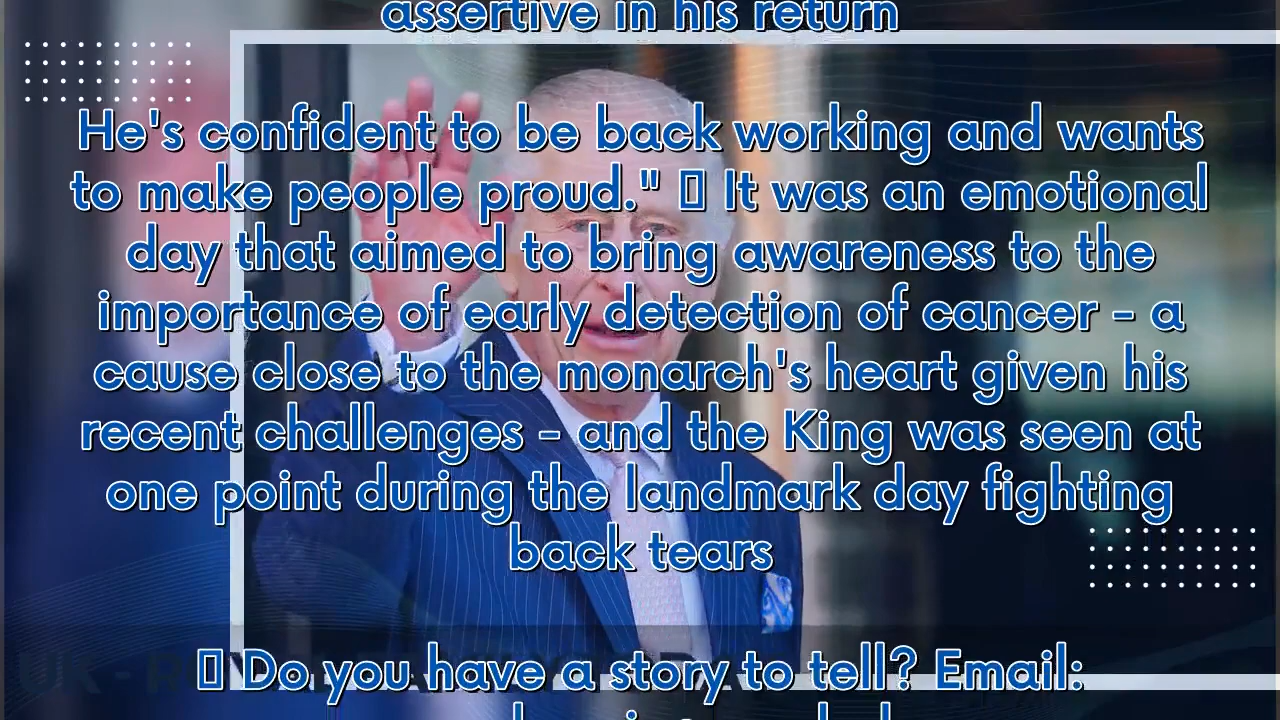 assertive in his return
He's confident to be back working and wants
to make people proud." ▯ It was an emotional
day that aimed to bring awareness to the
importance of early detection of cancer - a
cause close to the monarch's heart given his
recent challenges - and the King was seen at
one point during the landmark day fighting
back tears
▯ Do you have a story to tell? Email:
UK - R